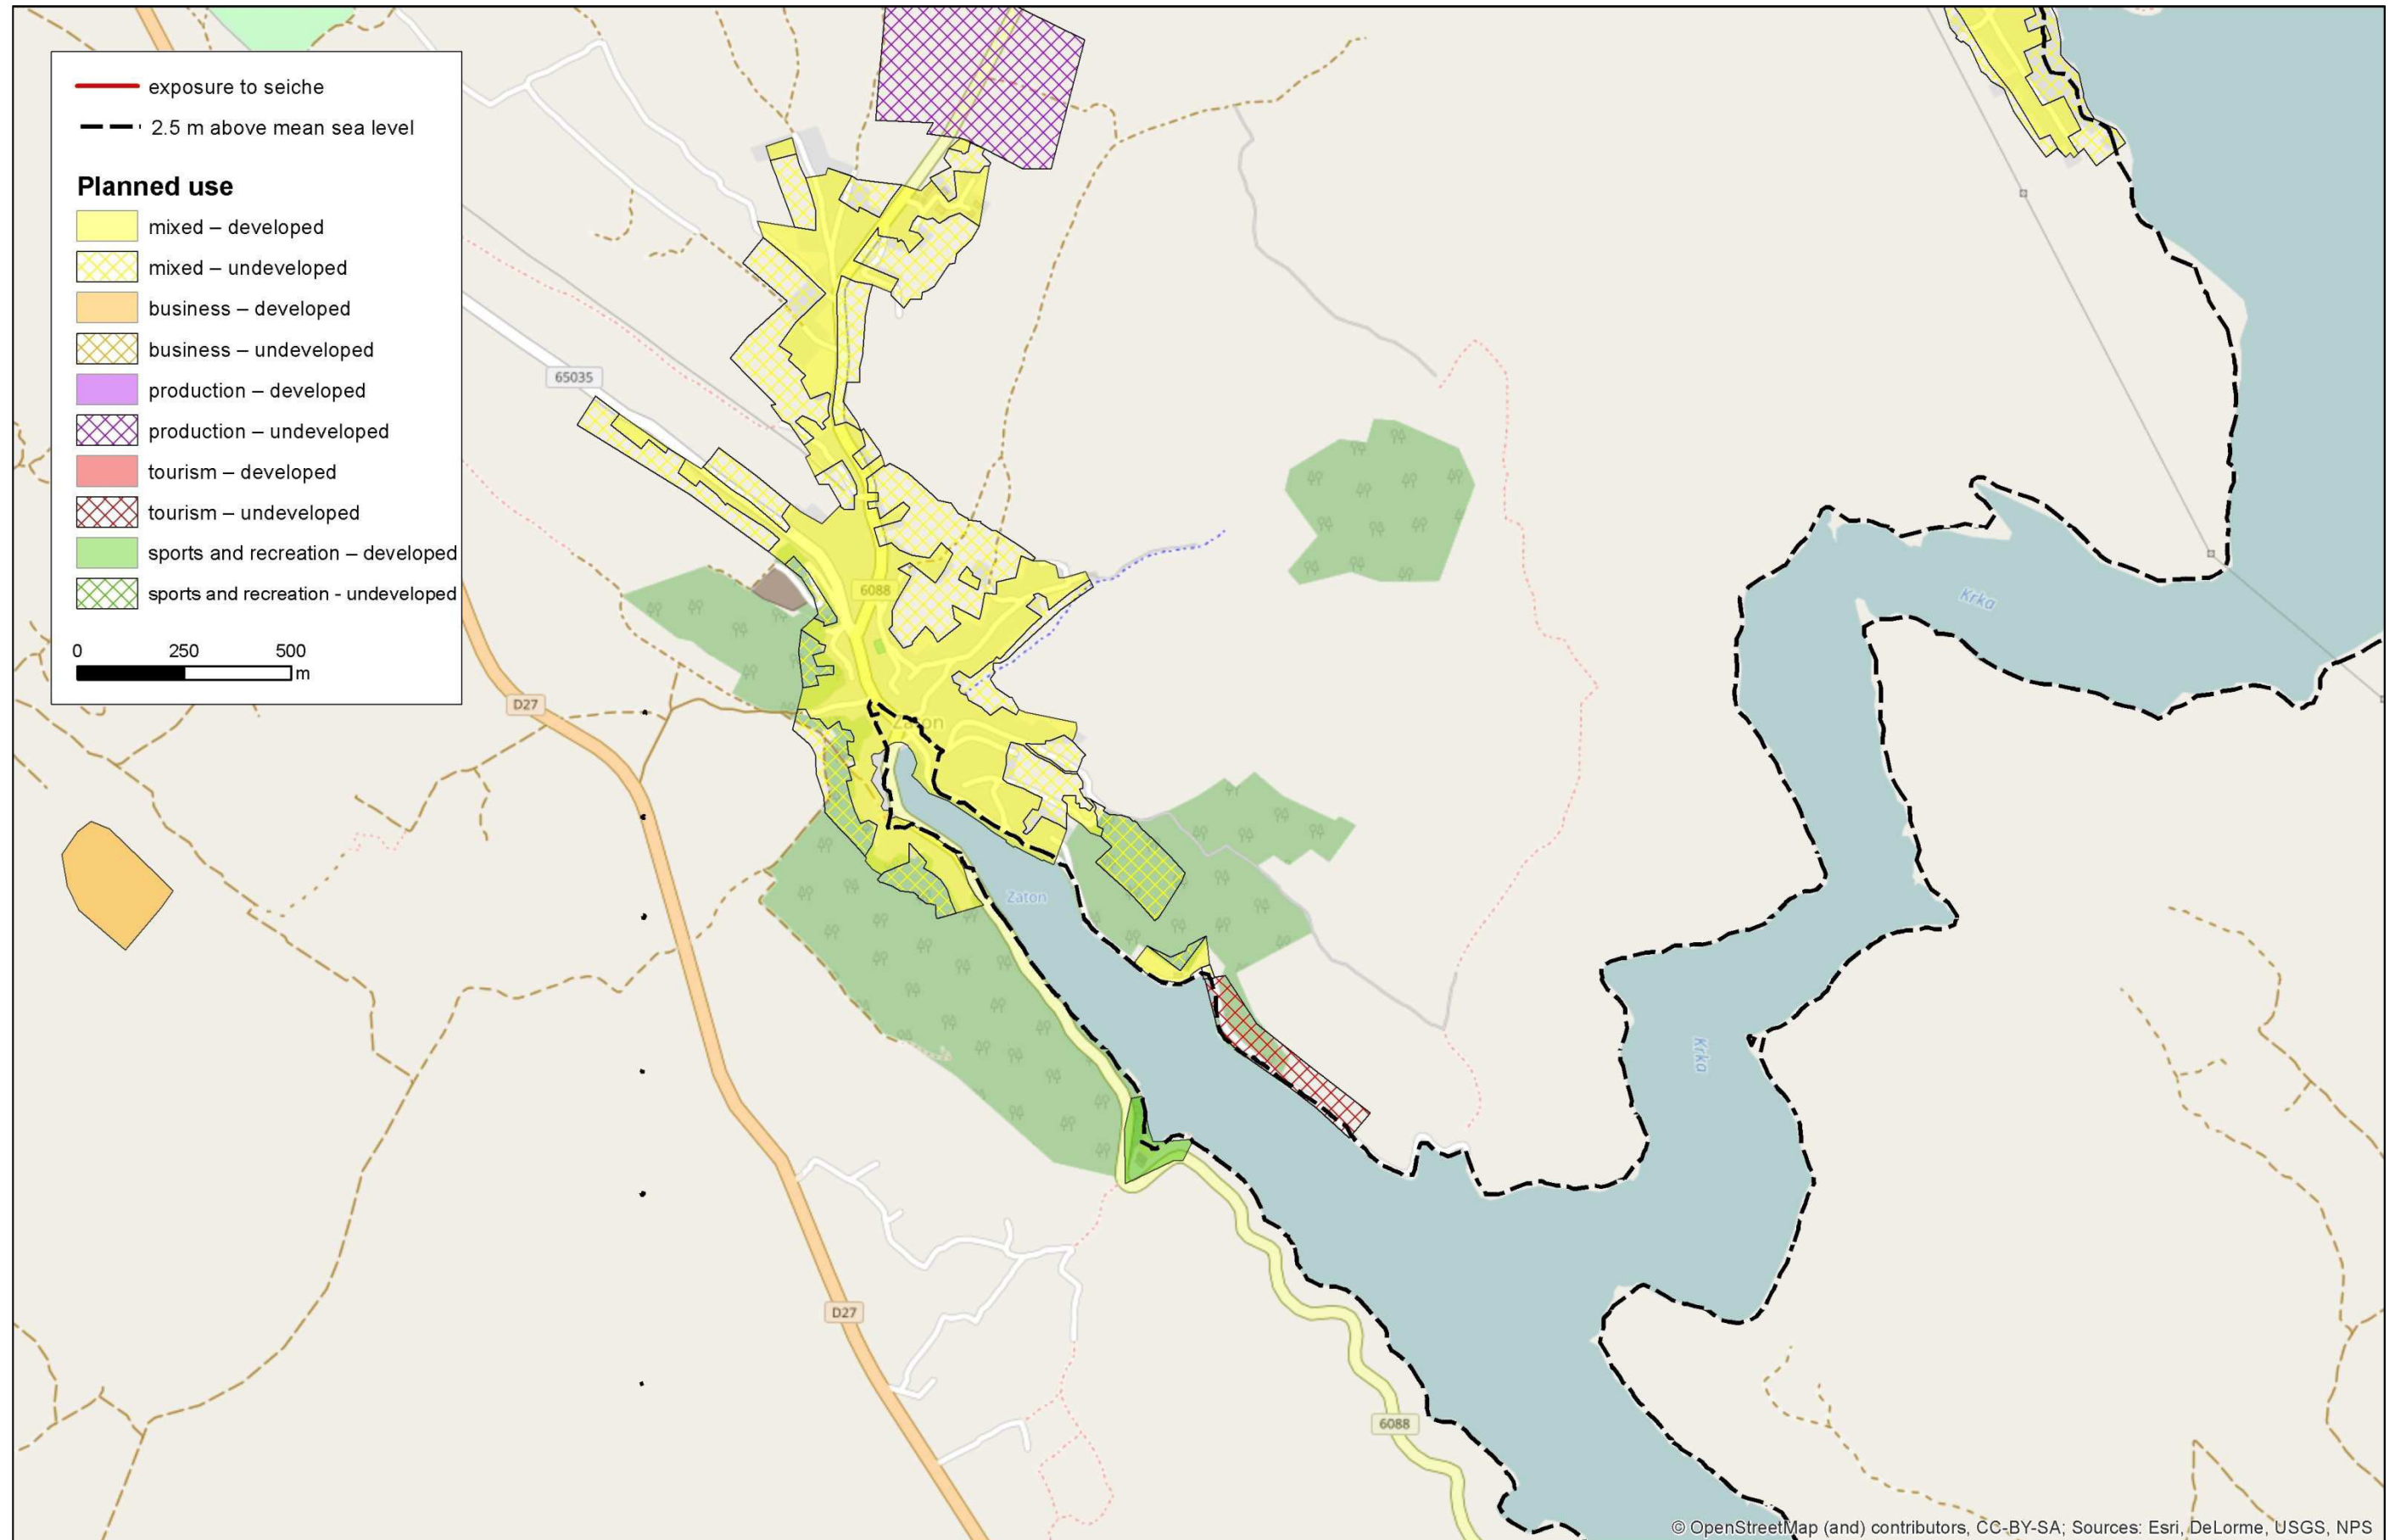 exposure to seiche
2.5 m above mean sea level
Planned use
mixed – developed
mixed – undeveloped
business – developed
business – undeveloped
production – developed
production – undeveloped
tourism – developed
tourism – undeveloped
sports and recreation – developed
sports and recreation - undeveloped
0 250 500
m
65035
6088
D27
Zaton
Zaton
Krka
Krka
D27
6088
© OpenStreetMap (and) contributors, CC-BY-SA; Sources: Esri, DeLorme, USGS, NPS